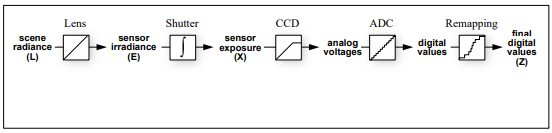 Lens Shutter CCD ADC Remapping
scene radiance (L)
sensor irradiance (E)
sensor exposure (X)
analog voltages
digital values
final digital values (Z)